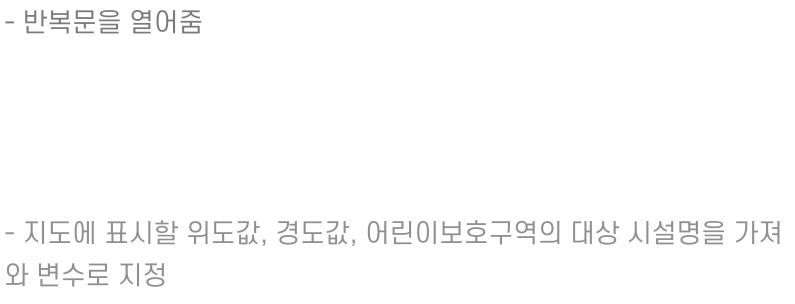 - 반복문을 열어줌
- 지도에 표시할 위도값, 경도값, 어린이보호구역의 대상 시설명을 가져
와 변수로 지정